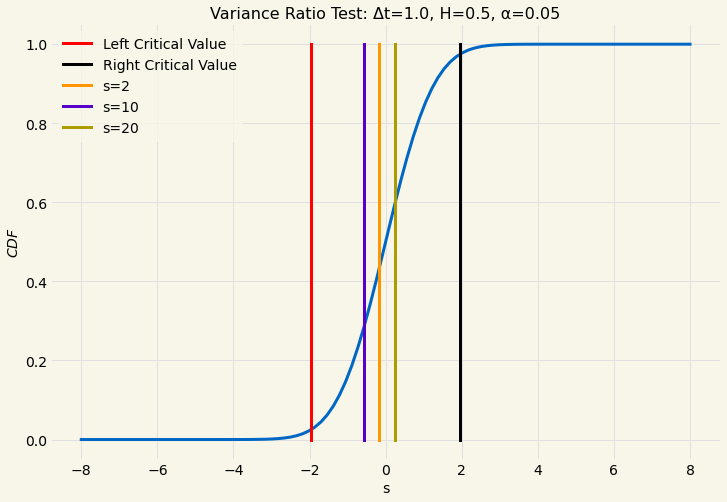 Variance Ratio Test: Δt=1.0, H=0.5, α=0.05
Left Critical Value
Right Critical Value
s=2
s=10
s=20
CDF
1.0
0.8
0.6
0.4
0.2
0.0
−8 −6 −4 −2 0 2 4 6 8
s